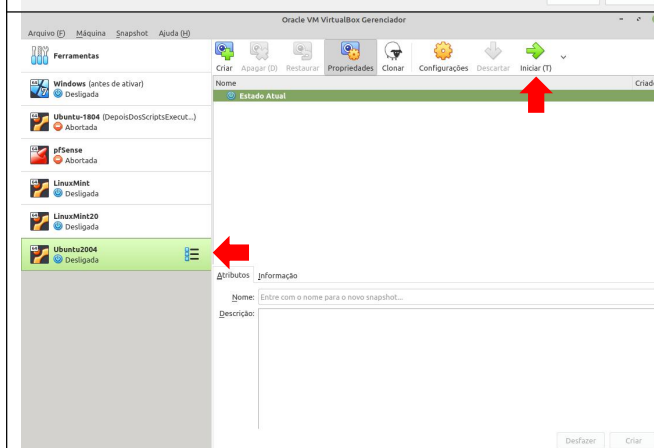 Oracle VM VirtualBox Gerenciador
Arquivo (F) Máquina Snapshot Ajuda (H)
Ferramentas
Criar Apagar (D) Restaurar Propriedades Clonar Configurações Descartar Iniciar (T)
Nome Criado
Estado Atual
Windows (antes de ativar)
Desligada
Ubuntu-1804 (DepoisDosScriptsExecut...)
Abortada
pfSense
Abortada
LinuxMint
Desligada
LinuxMint20
Desligada
Ubuntu2004
Desligada
Atributos Informação
Nome: Entre com o nome para o novo snapshot...
Descrição:
Desfazer Criar